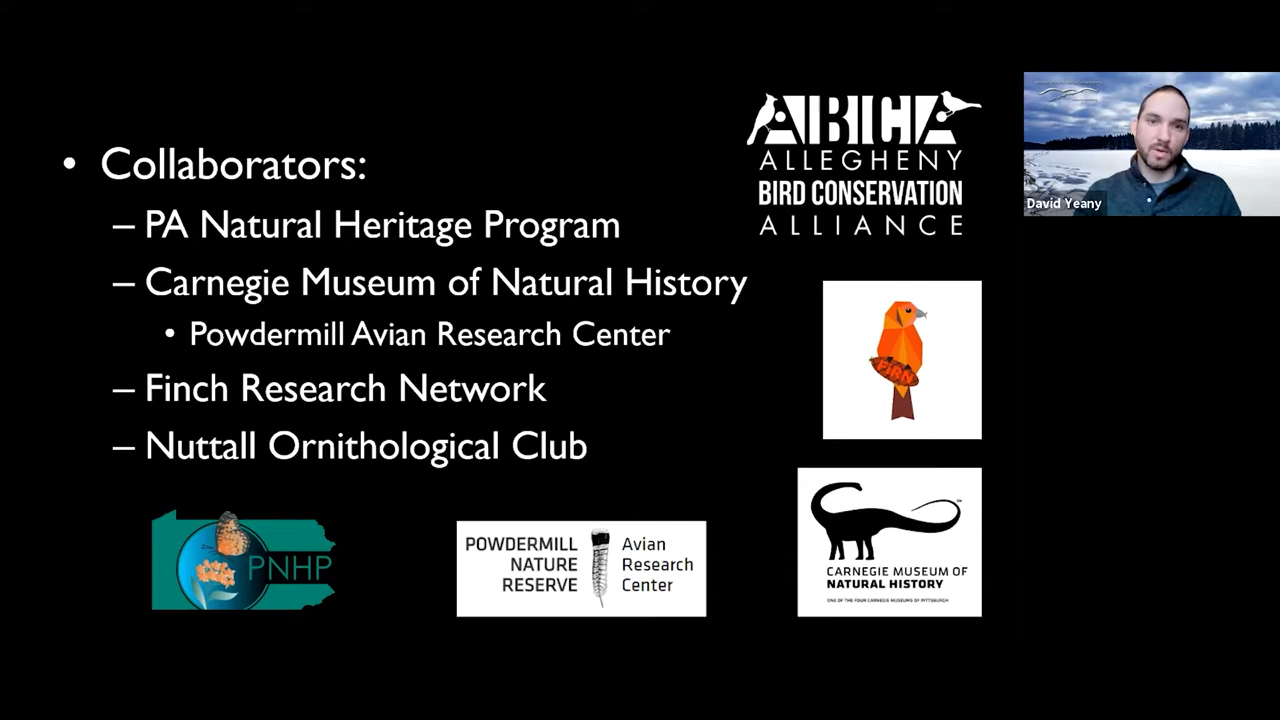 Collaborators:
– PA Natural Heritage Program
– Carnegie Museum of Natural History
• Powdermill Avian Research Center
– Finch Research Network
– Nuttall Ornithological Club
ABCA
ALLEGHENY
BIRD CONSERVATION
ALLIANCE
David Yeany
FiRN
PNHP
POWDERMILL
NATURE
RESERVE
Avian
Research
Center
CARNEGIE MUSEUM OF
NATURAL HISTORY
ONE OF THE FOUR CARNEGIE MUSEUMS OF PITTSBURGH